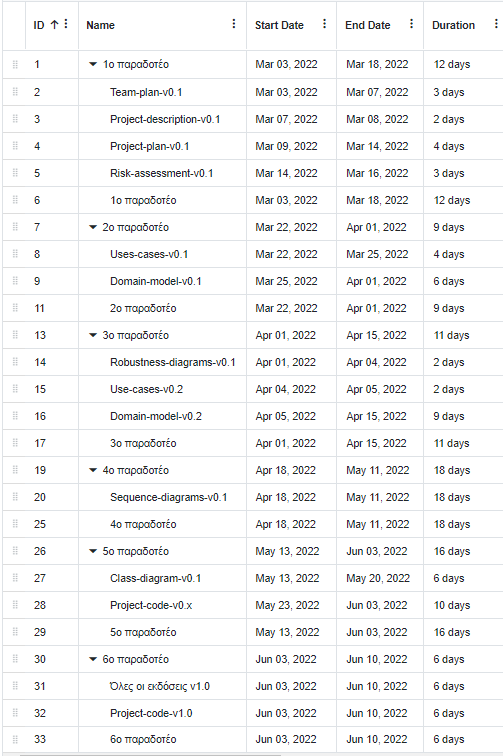 ID Name Start Date End Date Duration
1 1ο παραδοτέο Mar 03, 2022 Mar 18, 2022 12 days
2 Team-plan-v0.1 Mar 03, 2022 Mar 07, 2022 3 days
3 Project-description-v0.1 Mar 07, 2022 Mar 08, 2022 2 days
4 Project-plan-v0.1 Mar 09, 2022 Mar 14, 2022 4 days
5 Risk-assessment-v0.1 Mar 14, 2022 Mar 16, 2022 3 days
6 1ο παραδοτέο Mar 03, 2022 Mar 18, 2022 12 days
7 2ο παραδοτέο Mar 22, 2022 Apr 01, 2022 9 days
8 Uses-cases-v0.1 Mar 22, 2022 Mar 25, 2022 4 days
9 Domain-model-v0.1 Mar 25, 2022 Apr 01, 2022 6 days
11 2ο παραδοτέο Mar 22, 2022 Apr 01, 2022 9 days
13 3ο παραδοτέο Apr 01, 2022 Apr 15, 2022 11 days
14 Robustness-diagrams-v0.1 Apr 01, 2022 Apr 04, 2022 2 days
15 Use-cases-v0.2 Apr 04, 2022 Apr 05, 2022 2 days
16 Domain-model-v0.2 Apr 05, 2022 Apr 15, 2022 9 days
17 3ο παραδοτέο Apr 01, 2022 Apr 15, 2022 11 days
19 4ο παραδοτέο Apr 18, 2022 May 11, 2022 18 days
20 Sequence-diagrams-v0.1 Apr 18, 2022 May 11, 2022 18 days
25 4ο παραδοτέο Apr 18, 2022 May 11, 2022 18 days
26 5ο παραδοτέο May 13, 2022 Jun 03, 2022 16 days
27 Class-diagram-v0.1 May 13, 2022 May 20, 2022 6 days
28 Project-code-v0.x May 23, 2022 Jun 03, 2022 10 days
29 5ο παραδοτέο May 13, 2022 Jun 03, 2022 16 days
30 6ο παραδοτέο Jun 03, 2022 Jun 10, 2022 6 days
31 Όλες οι εκδόσεις v1.0 Jun 03, 2022 Jun 10, 2022 6 days
32 Project-code-v1.0 Jun 03, 2022 Jun 10, 2022 6 days
33 6ο παραδοτέο Jun 03, 2022 Jun 10, 2022 6 days